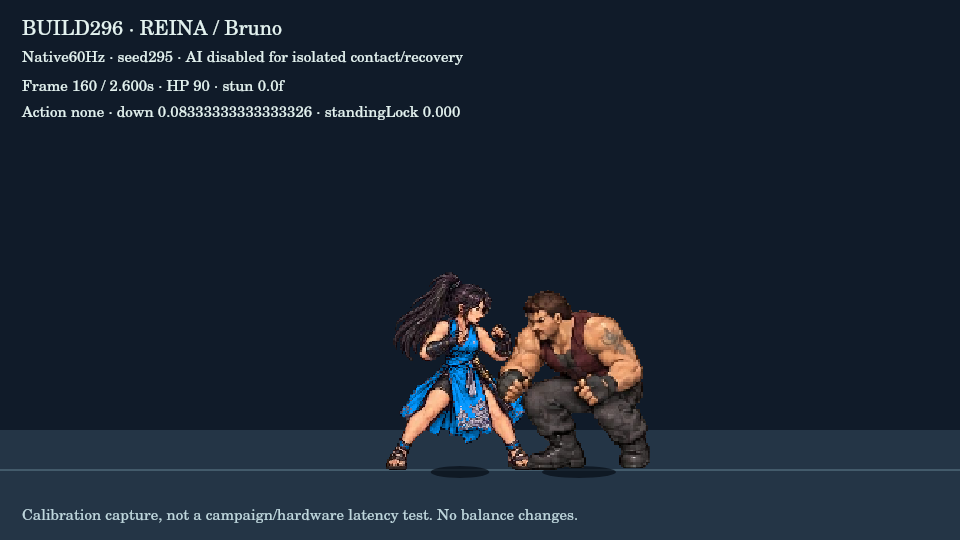 BUILD296 · REINA / Bruno
Native60Hz · seed295 · AI disabled for isolated contact/recovery
Frame 160 / 2.600s · HP 90 · stun 0.0f
Action none · down 0.08333333333333326 · standingLock 0.000
Calibration capture, not a campaign/hardware latency test. No balance changes.